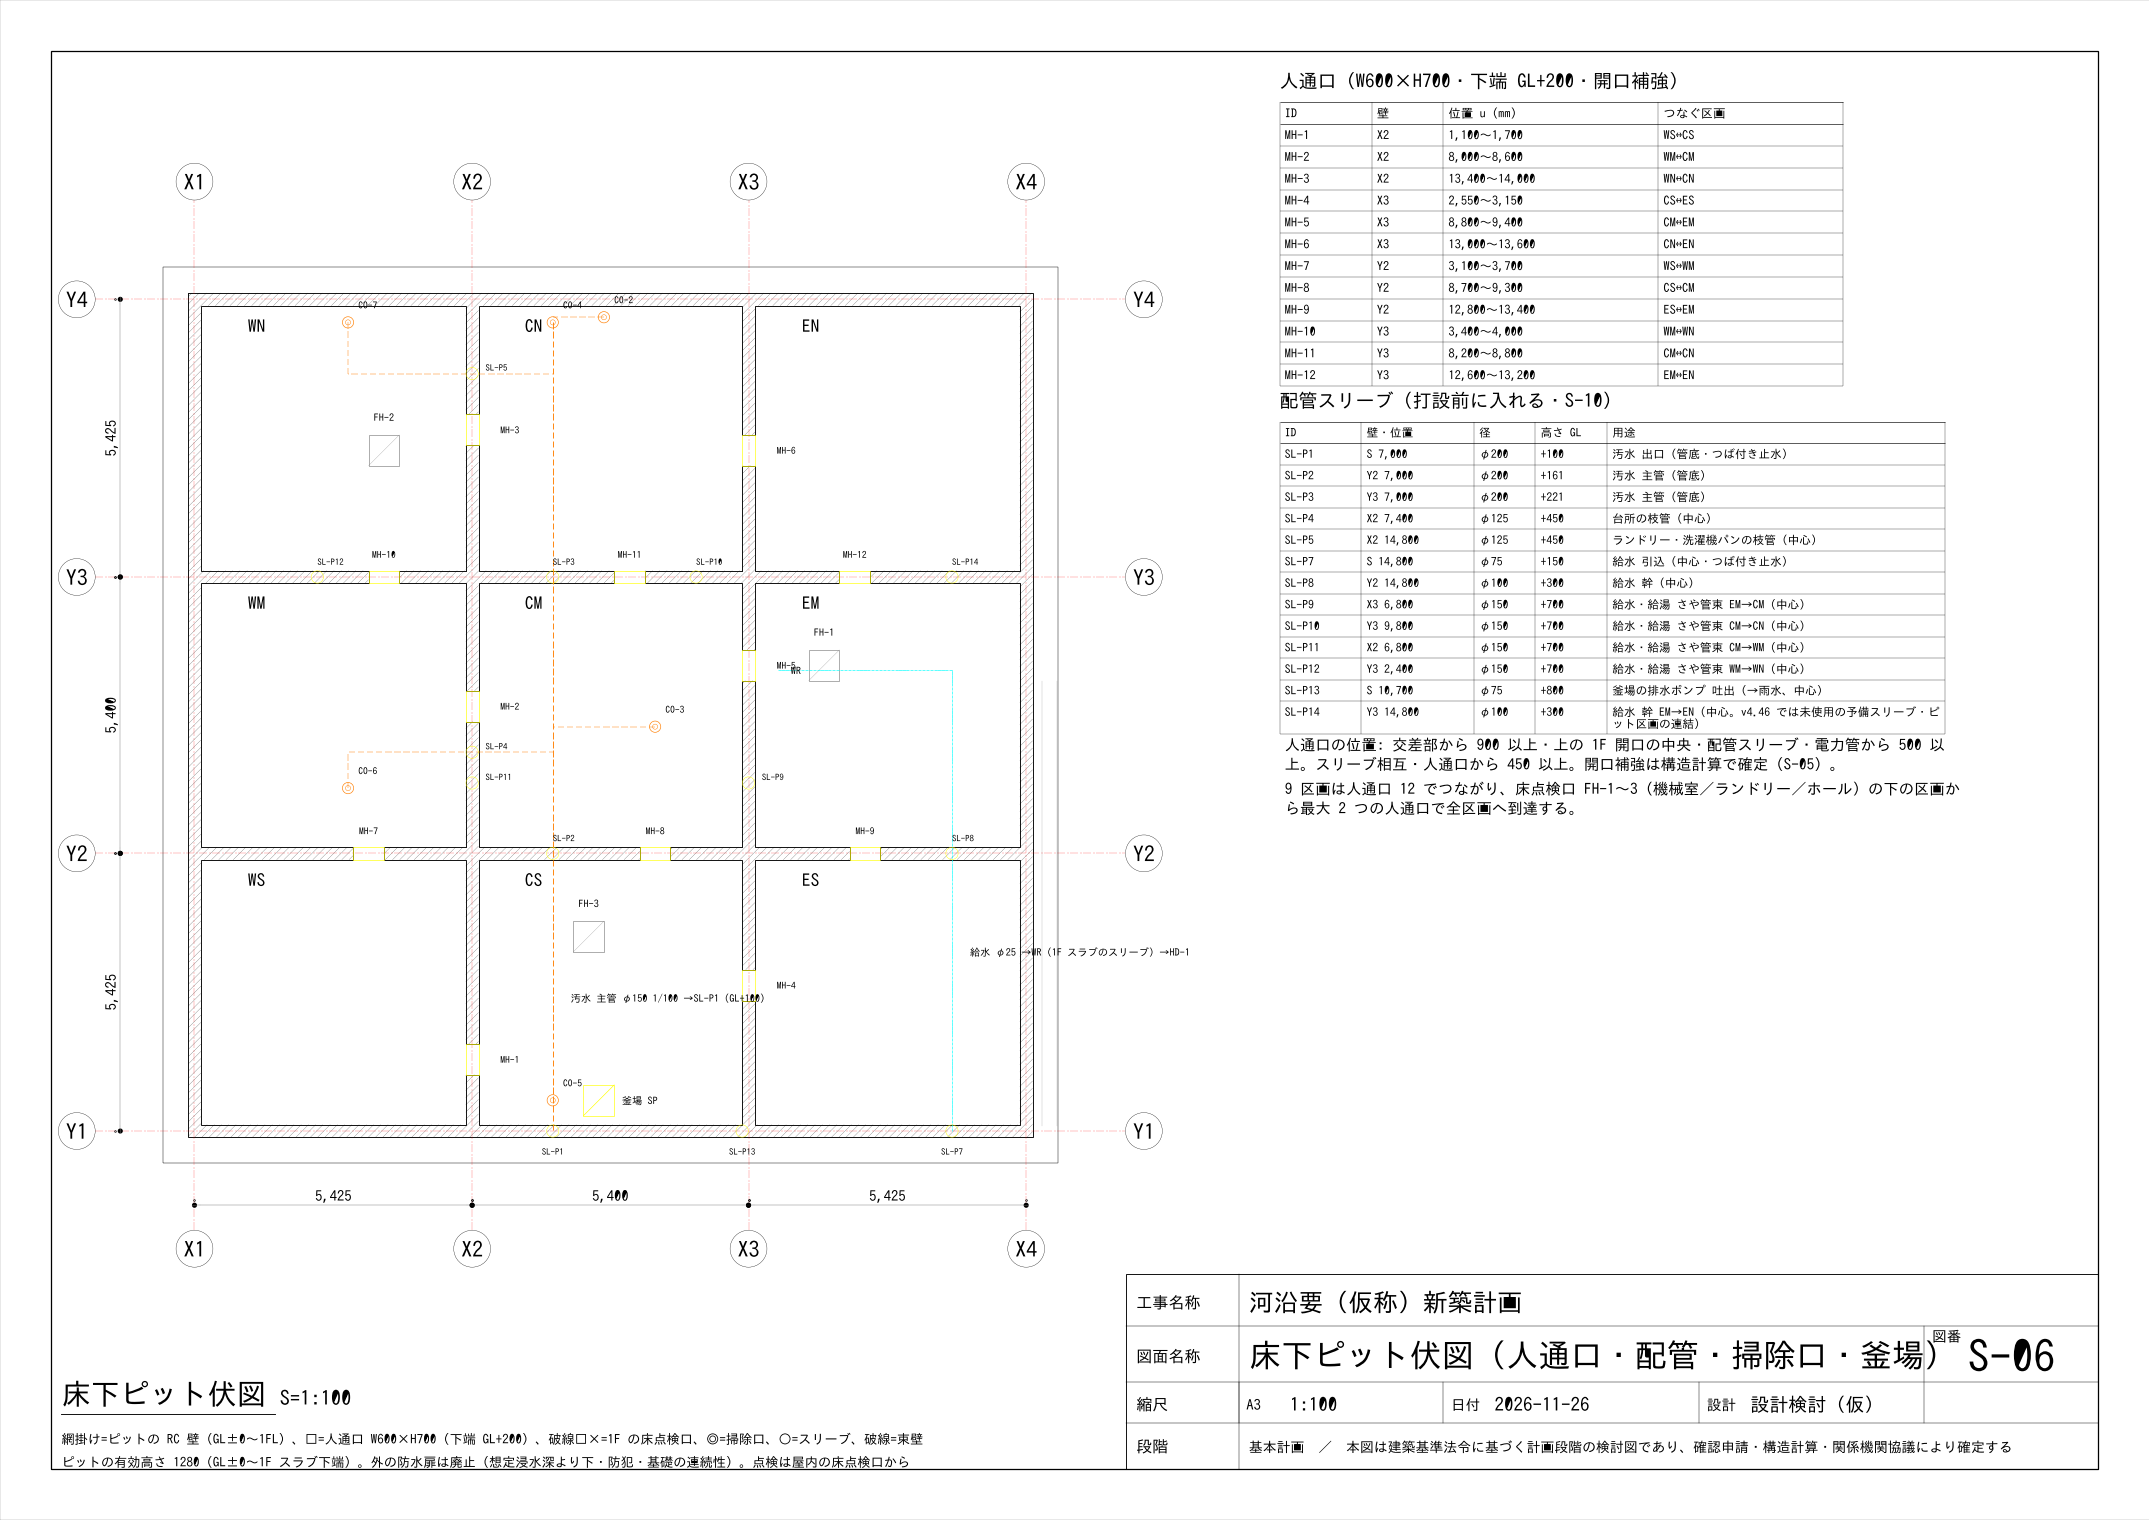 人通口（W600×H700・下端 GL+200・開口補強）
ID 壁 位置 u（mm） つなぐ区画
MH-1 X2 1,100～1,700 WS↔CS
MH-2 X2 8,000～8,600 WM↔CM
MH-3 X2 13,400～14,000 WN↔CN
MH-4 X3 2,550～3,150 CS↔ES
MH-5 X3 8,800～9,400 CM↔EM
MH-6 X3 13,000～13,600 CN↔EN
MH-7 Y2 3,100～3,700 WS↔WM
MH-8 Y2 8,700～9,300 CS↔CM
MH-9 Y2 12,800～13,400 ES↔EM
MH-10 Y3 3,400～4,000 WM↔WN
MH-11 Y3 8,200～8,800 CM↔CN
MH-12 Y3 12,600～13,200 EM↔EN
配管スリーブ（打設前に入れる・S-10）
ID 壁・位置 径 高さ GL 用途
SL-P1 S 7,000 φ200 +100 汚水 出口（管底・つば付き止水）
SL-P2 Y2 7,000 φ200 +161 汚水 主管（管底）
SL-P3 Y3 7,000 φ200 +221 汚水 主管（管底）
SL-P4 X2 7,400 φ125 +450 台所の枝管（中心）
SL-P5 X2 14,800 φ125 +450 ランドリー・洗濯機パンの枝管（中心）
SL-P7 S 14,800 φ75 +150 給水 引込（中心・つば付き止水）
SL-P8 Y2 14,800 φ100 +300 給水 幹（中心）
SL-P9 X3 6,800 φ150 +700 給水・給湯 さや管束 EM→CM（中心）
SL-P10 Y3 9,800 φ150 +700 給水・給湯 さや管束 CM→CN（中心）
SL-P11 X2 6,800 φ150 +700 給水・給湯 さや管束 CM→WM（中心）
SL-P12 Y3 2,400 φ150 +700 給水・給湯 さや管束 WM→WN（中心）
SL-P13 S 10,700 φ75 +800 釜場の排水ポンプ 吐出（→雨水、中心）
SL-P14 Y3 14,800 φ100 +300 給水 幹 EM→EN（中心。v4.46 では未使用の予備スリーブ・ピ
ット区画の連結）
人通口の位置: 交差部から 900 以上・上の 1F 開口の中央・配管スリーブ・電力管から 500 以
上。スリーブ相互・人通口から 450 以上。開口補強は構造計算で確定（S-05）。
9 区画は人通口 12 でつながり、床点検口 FH-1～3（機械室／ランドリー／ホール）の下の区画か
ら最大 2 つの人通口で全区画へ到達する。
X1 X2 X3 X4
Y4 Y4
CO-7 CO-4 CO-2
WN CN EN
SL-P5
FH-2
MH-3
MH-6
5,425
SL-P12 MH-10 SL-P3 MH-11 SL-P10 MH-12 SL-P14
Y3 Y3
WM CM EM
FH-1
MH-5
WR
MH-2
CO-3
5,400
SL-P4
CO-6
SL-P11
SL-P9
MH-7 SL-P2 MH-8 MH-9 SL-P8
Y2 Y2
WS CS ES
FH-3
給水 φ25 →WR（1F スラブのスリーブ）→HD-1
5,425
MH-4
汚水 主管 φ150 1/100 →SL-P1（GL+100）
MH-1
CO-5
釜場 SP
Y1 Y1
SL-P1 SL-P13 SL-P7
5,425 5,400 5,425
X1 X2 X3 X4
床下ピット伏図 S=1:100
網掛け=ピットの RC 壁（GL±0～1FL）、□=人通口 W600×H700（下端 GL+200）、破線口×=1F の床点検口、◎=掃除口、○=スリーブ、破線=束壁
ピットの有効高さ 1280（GL±0～1F スラブ下端）。外の防水扉は廃止（想定浸水深より下・防犯・基礎の連続性）。点検は屋内の床点検口から
工事名称 河沿要（仮称）新築計画
図面名称 床下ピット伏図（人通口・配管・掃除口・釜場） 図番 S-06
縮尺 A3 1:100 日付 2026-11-26 設計 設計検討（仮）
段階 基本計画 ／ 本図は建築基準法令に基づく計画段階の検討図であり、確認申請・構造計算・関係機関協議により確定する